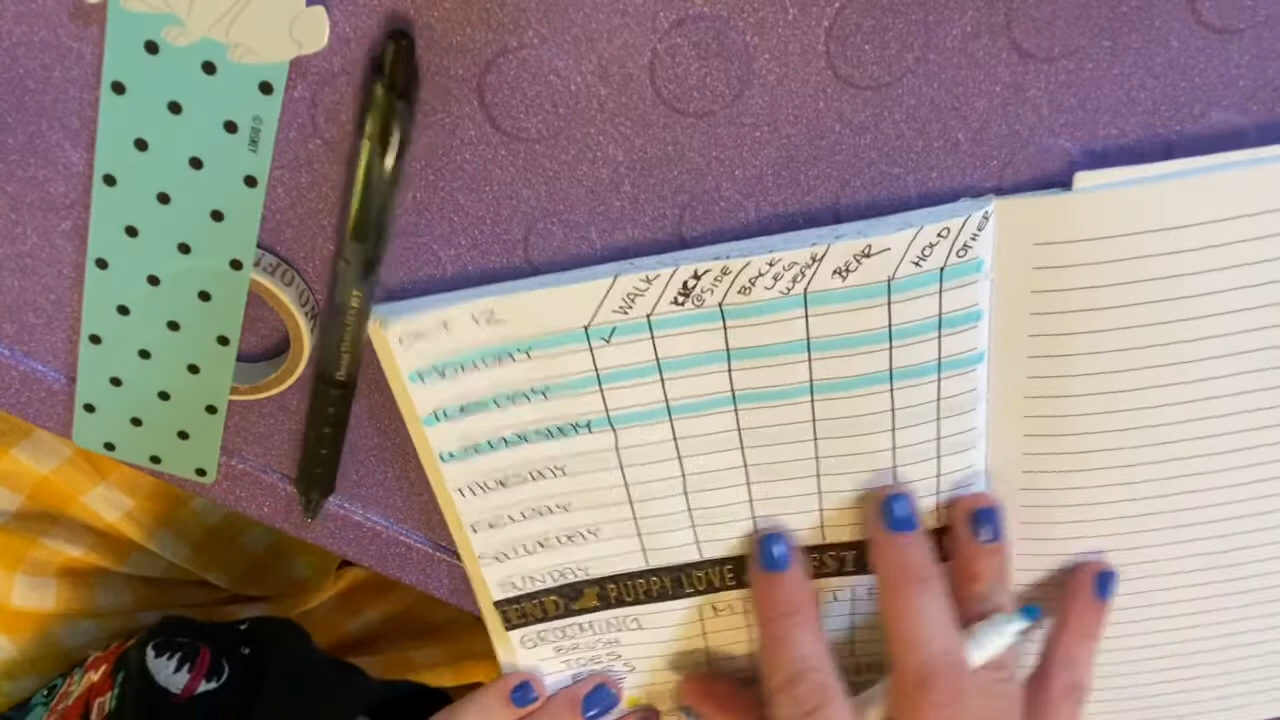 © DISNEY
OCT 12
WALK
KICK
@SIDE
BACK
LEG
WEAVE
BEAR
HOLD
OTHER
MONDAY ✓
TUESDAY
WEDNESDAY
THURSDAY
FRIDAY
SATURDAY
SUNDAY
PUPPY LOVE
GROOMING
BRUSH
TOES